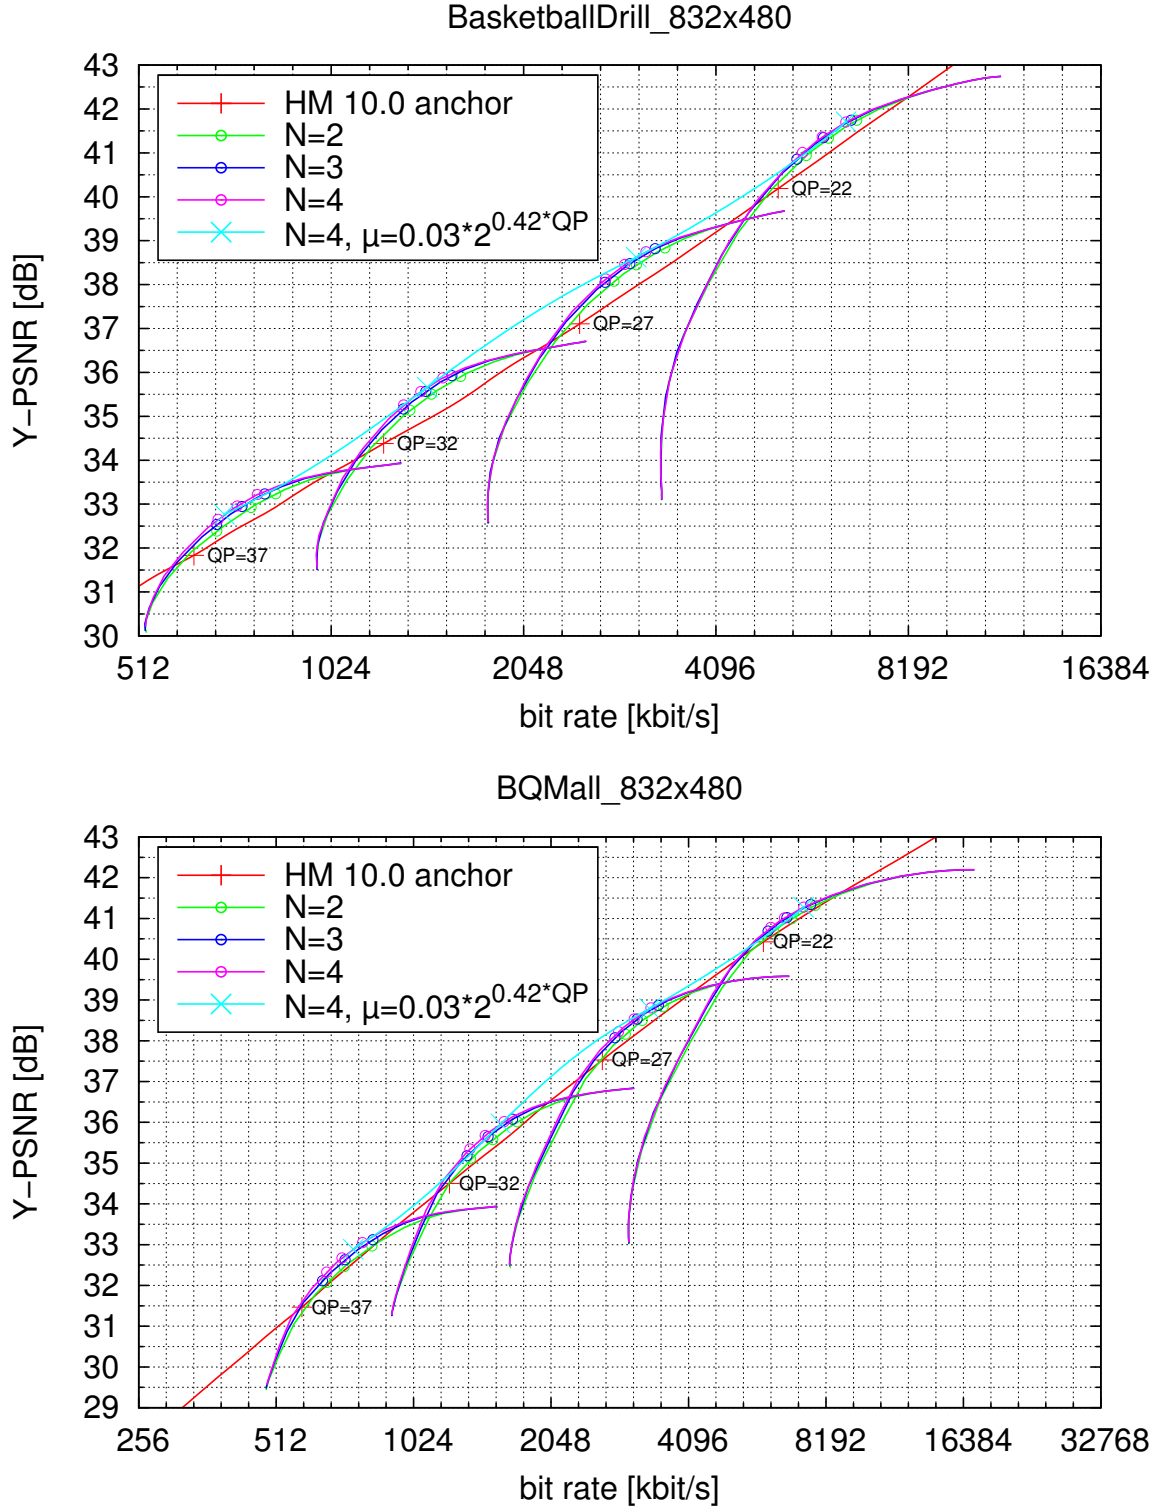 BasketballDrill_832x480
43
42
41
40
39
38
37
36
35
34
33
32
31
30
Y−PSNR [dB]
HM 10.0 anchor
N=2
N=3
N=4
N=4, μ=0.03*2^0.42*QP
QP=22
QP=27
QP=32
QP=37
512 1024 2048 4096 8192 16384
bit rate [kbit/s]
BQMall_832x480
43
42
41
40
39
38
37
36
35
34
33
32
31
30
29
Y−PSNR [dB]
HM 10.0 anchor
N=2
N=3
N=4
N=4, μ=0.03*2^0.42*QP
QP=22
QP=27
QP=32
QP=37
256 512 1024 2048 4096 8192 16384 32768
bit rate [kbit/s]